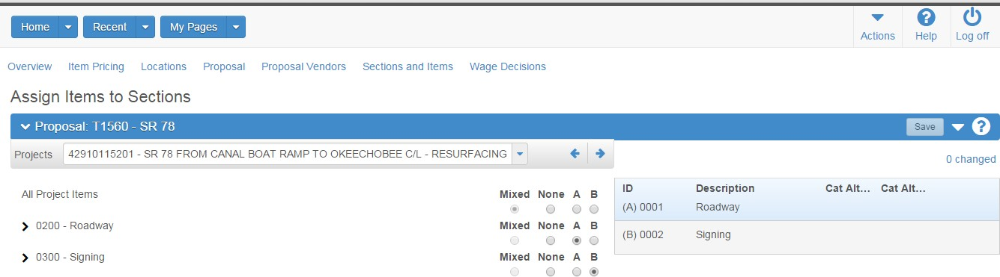 Home Recent My Pages Actions Help Log off
Overview Item Pricing Locations Proposal Proposal Vendors Sections and Items Wage Decisions
Assign Items to Sections
Proposal: T1560 - SR 78 Save ?
Projects 42910115201 - SR 78 FROM CANAL BOAT RAMP TO OKEECHOBEE C/L - RESURFACING
0 changed
All Project Items Mixed None A B
0200 - Roadway Mixed None A B
0300 - Signing Mixed None A B
ID Description Cat Alt... Cat Alt...
(A) 0001 Roadway
(B) 0002 Signing